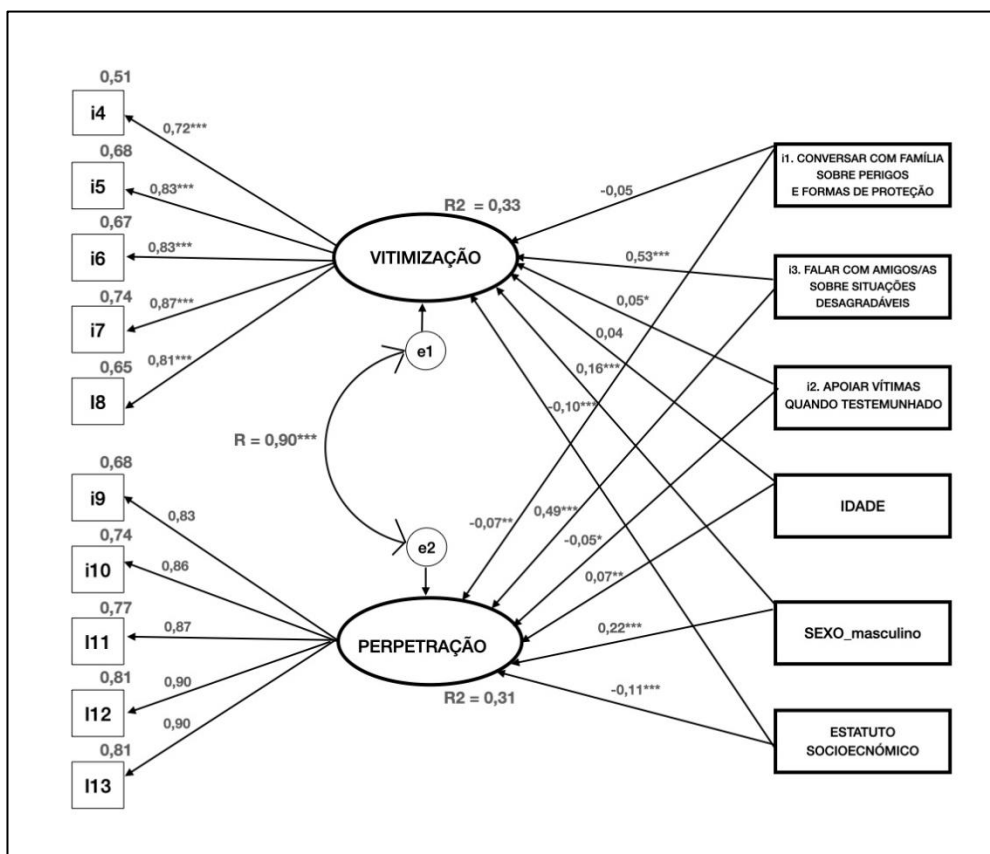 0,51
i4
0,72***
0,68
i5
0,83***
0,67
i6
0,83***
0,74
i7
0,87***
0,65
I8
0,81***
R2 = 0,33
VITIMIZAÇÃO
e1
R = 0,90***
e2
PERPETRAÇÃO
R2 = 0,31
0,68
i9
0,83
0,74
i10
0,86
0,77
I11
0,87
0,81
I12
0,90
0,90
0,81
I13
-0,05
0,53***
0,05*
0,04
0,16***
-0,10***
-0,07**
0,49***
-0,05*
0,07**
0,22***
-0,11***
i1. CONVERSAR COM FAMÍLIA
SOBRE PERIGOS
E FORMAS DE PROTEÇÃO
i3. FALAR COM AMIGOS/AS
SOBRE SITUAÇÕES
DESAGRADÁVEIS
i2. APOIAR VÍTIMAS
QUANDO TESTEMUNHADO
IDADE
SEXO_masculino
ESTATUTO
SOCIOECNÓMICO